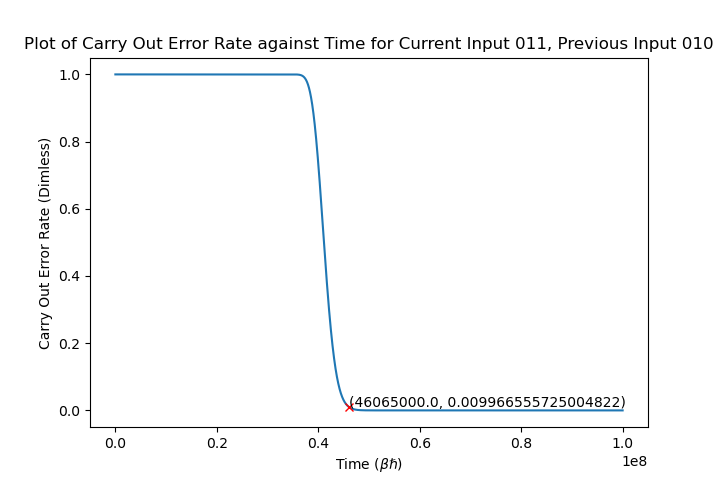 Plot of Carry Out Error Rate against Time for Current Input 011, Previous Input 010
Carry Out Error Rate (Dimless)
1.0
0.8
0.6
0.4
0.2
0.0
(46065000.0, 0.009966555725004822)
0.0 0.2 0.4 0.6 0.8 1.0
1e8
Time (βħ)